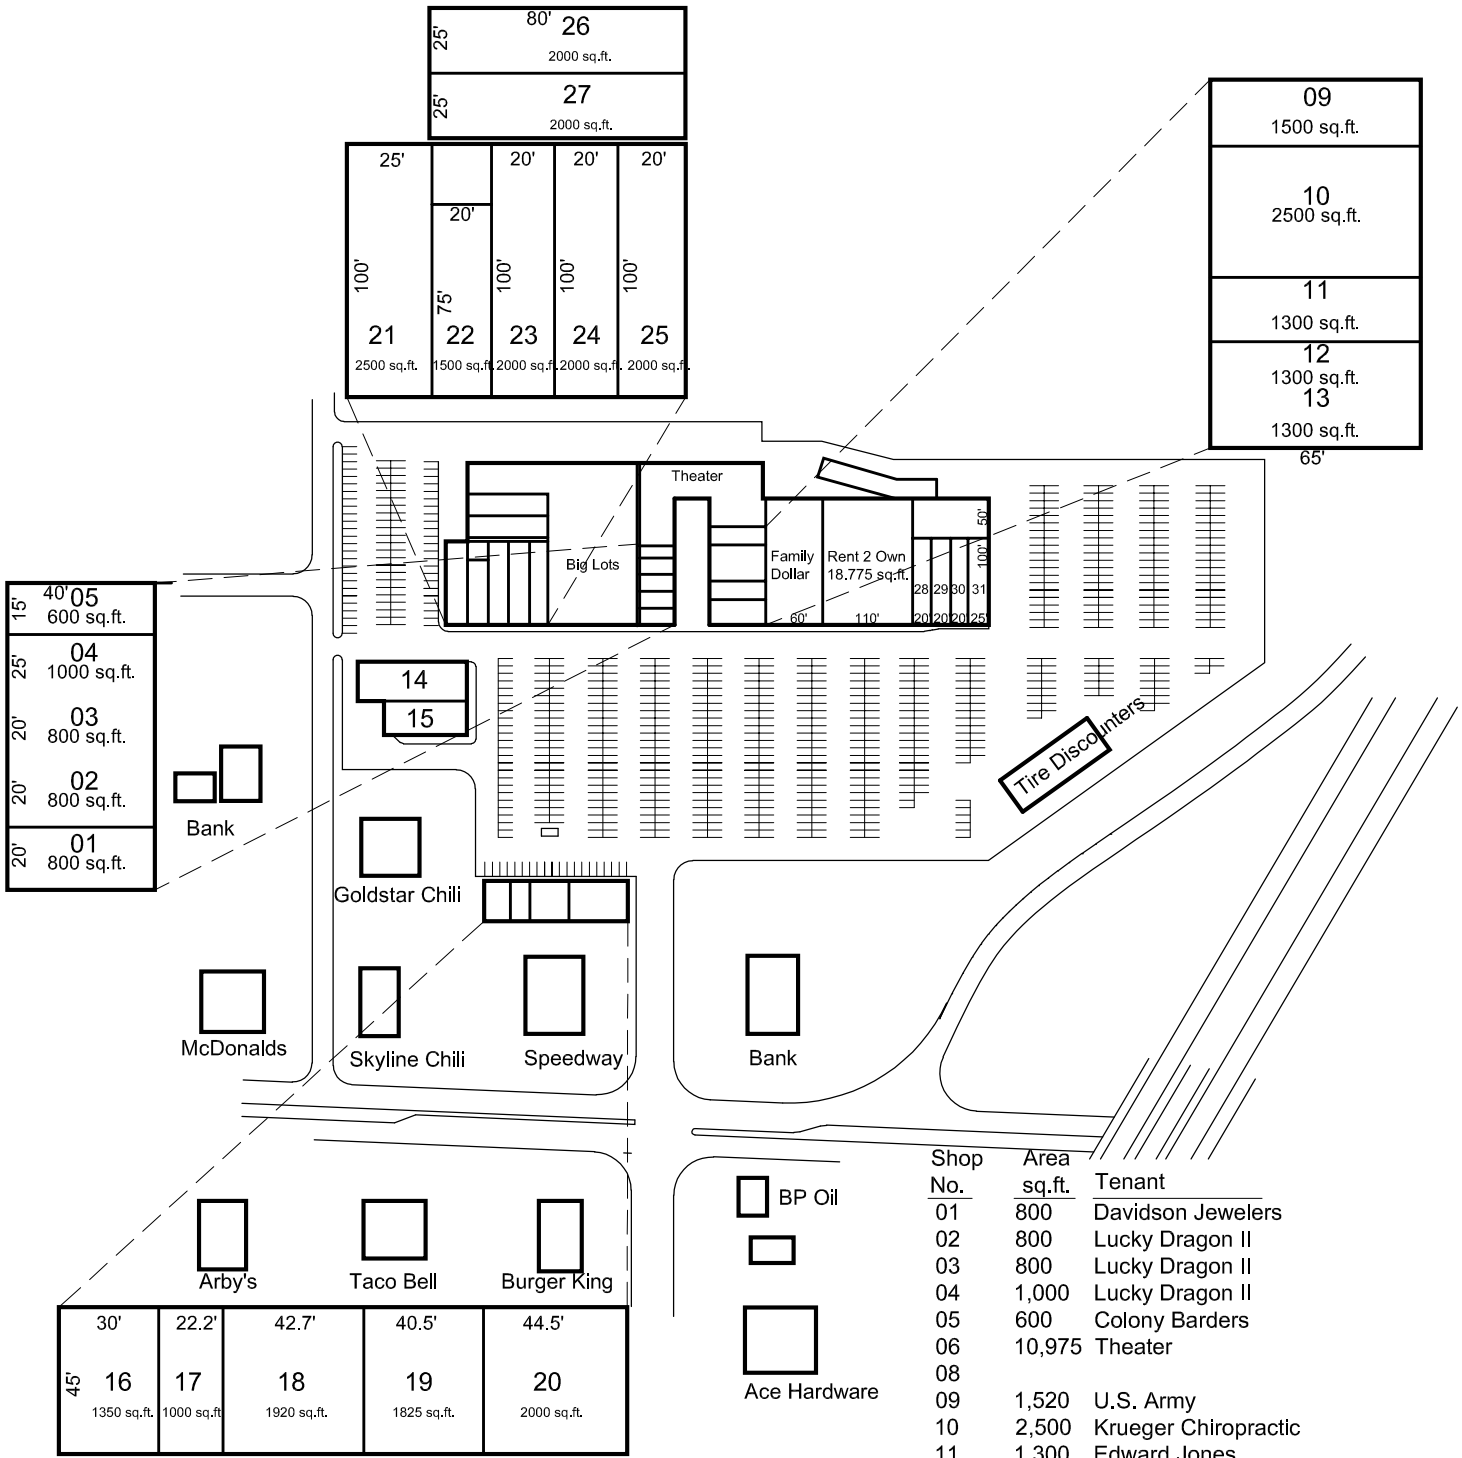 80'
26
25'
2000 sq.ft.
27
25'
2000 sq.ft.
25'
20'
20'
20'
20'
100'
75'
100'
100'
100'
21
22
23
24
25
2500 sq.ft.
1500 sq.ft.
2000 sq.ft.
2000 sq.ft.
2000 sq.ft.
09
1500 sq.ft.
10
2500 sq.ft.
11
1300 sq.ft.
12
1300 sq.ft.
13
1300 sq.ft.
65'
Theater
Big Lots
Family
Dollar
60'
Rent 2 Own
18.775 sq.ft.
110'
50'
100'
28
29
30
31
20'
20'
20'
25'
40'
05
15'
600 sq.ft.
04
25'
1000 sq.ft.
03
20'
800 sq.ft.
02
20'
800 sq.ft.
01
20'
800 sq.ft.
14
15
Tire Discounters
Bank
Goldstar Chili
McDonalds
Skyline Chili
Speedway
Bank
BP Oil
Arby's
Taco Bell
Burger King
Ace Hardware
30'
22.2'
42.7'
40.5'
44.5'
45'
16
17
18
19
20
1350 sq.ft.
1000 sq.ft
1920 sq.ft.
1825 sq.ft.
2000 sq.ft.
Shop Area
No. sq.ft. Tenant
01 800 Davidson Jewelers
02 800 Lucky Dragon II
03 800 Lucky Dragon II
04 1,000 Lucky Dragon II
05 600 Colony Barders
06 10,975 Theater
08
09 1,520 U.S. Army
10 2,500 Krueger Chiropractic
11 1,300 Edward Jones